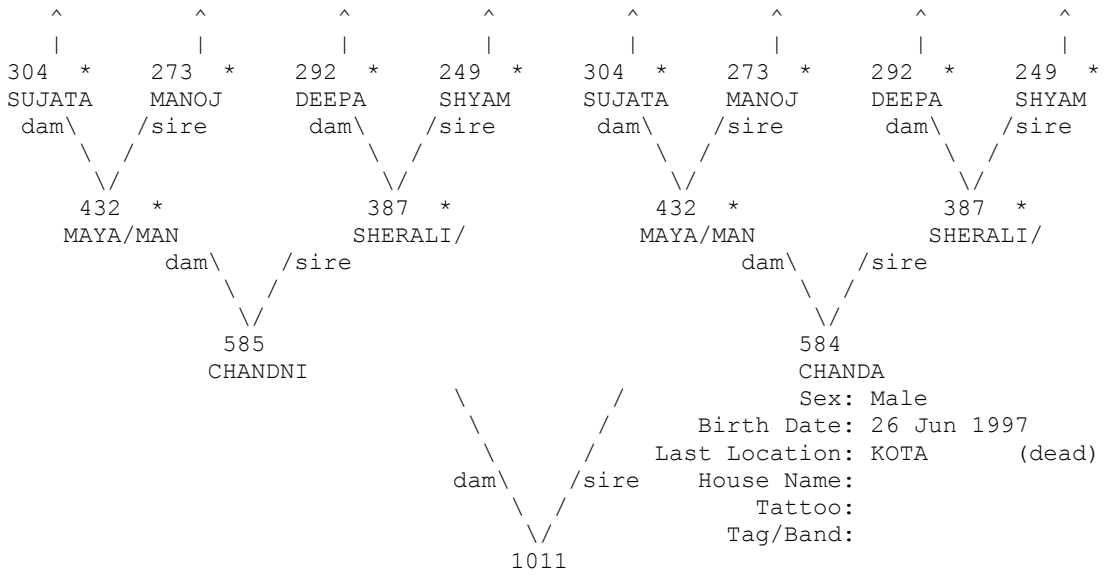 ^ ^ ^ ^ ^ ^ ^ ^
| | | | | | | |
304 * 273 * 292 * 249 * 304 * 273 * 292 * 249 *
SUJATA MANOJ DEEPA SHYAM SUJATA MANOJ DEEPA SHYAM
dam\ /sire dam\ /sire dam\ /sire dam\ /sire
\ / \ / \ / \ /
\/ \/ \/ \/
432 * 387 * 432 * 387 *
MAYA/MAN SHERALI/ MAYA/MAN SHERALI/
dam\ /sire dam\ /sire
\ / \ /
\/ \/
585 584
CHANDNI CHANDA
\ / Sex: Male
\ / Birth Date: 26 Jun 1997
\ / Last Location: KOTA (dead)
dam\ /sire House Name:
\ / Tattoo:
\/ Tag/Band:
1011